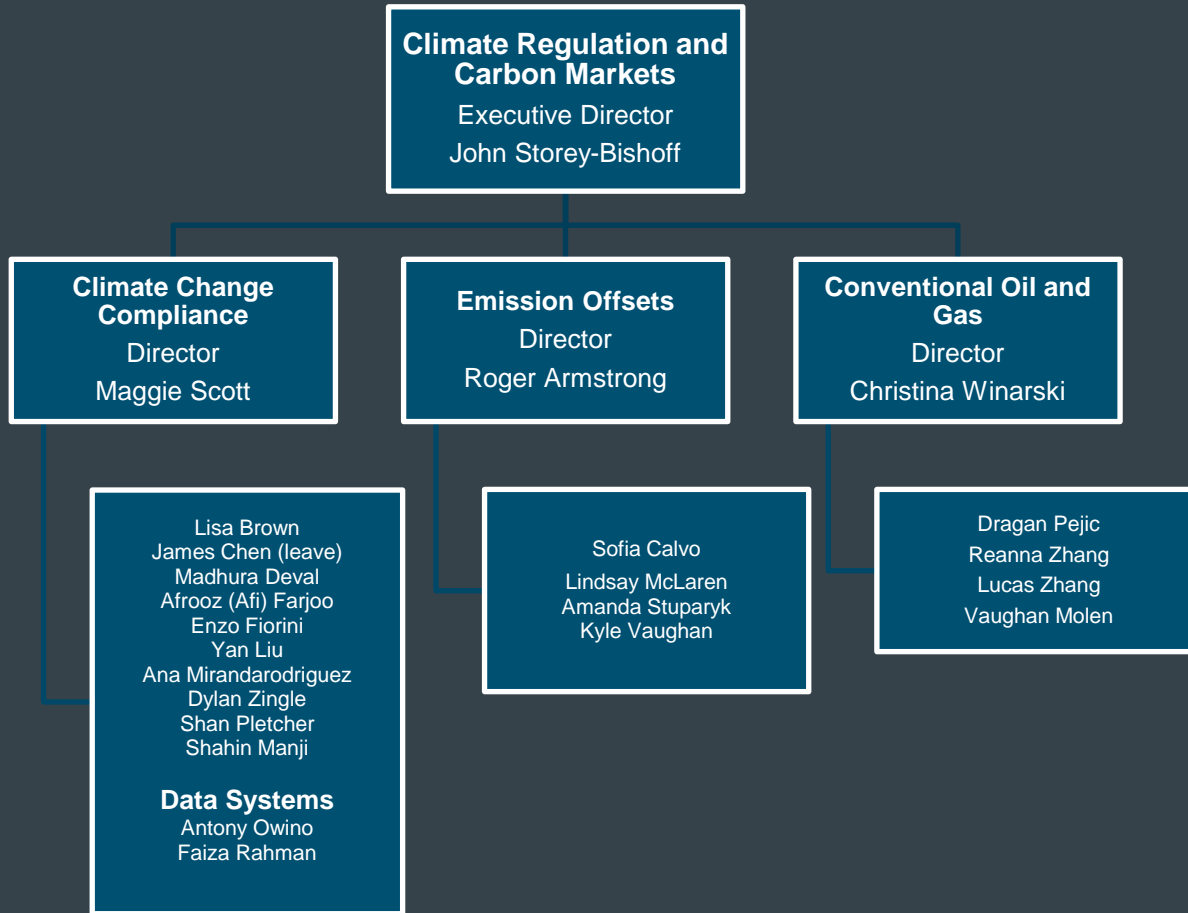 Climate Regulation and
Carbon Markets
Executive Director
John Storey-Bishoff
Climate Change
Compliance
Director
Maggie Scott
Emission Offsets
Director
Roger Armstrong
Conventional Oil and
Gas
Director
Christina Winarski
Lisa Brown
James Chen (leave)
Madhura Deval
Afrooz (Afi) Farjoo
Enzo Fiorini
Yan Liu
Ana Mirandarodriguez
Dylan Zingle
Shan Pletcher
Shahin Manji
Data Systems
Antony Owino
Faiza Rahman
Sofia Calvo
Lindsay McLaren
Amanda Stuparyk
Kyle Vaughan
Dragan Pejic
Reanna Zhang
Lucas Zhang
Vaughan Molen